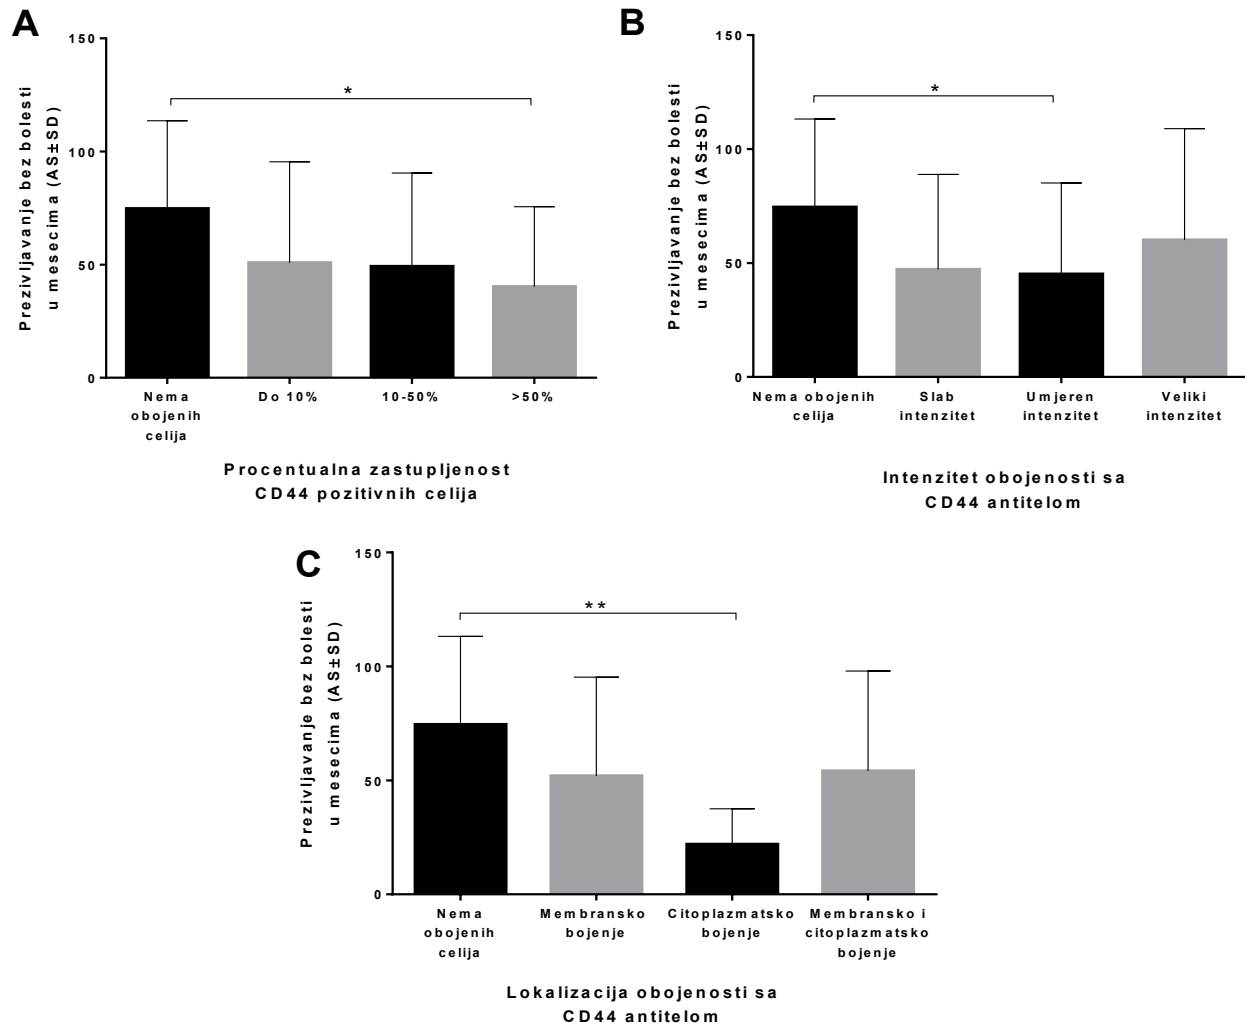 A
150
100
50
0
Prezivljavanje bez bolesti
u mesecima (AS±SD)
*
Nema
obojenih
celija
Do 10%
10-50%
>50%
Procentualna zastupljenost
CD44 pozitivnih celija
B
150
100
50
0
Prezivljavanje bez bolesti
u mesecima (AS±SD)
*
Nema obojenih
celija
Slab
intenzitet
Umjeren
intenzitet
Veliki
intenzitet
Intenzitet obojenosti sa
CD44 antitelom
C
150
100
50
0
Prezivljavanje bez bolesti
u mesecima (AS±SD)
**
Nema
obojenih
celija
Membransko
bojenje
Citoplazmatsko
bojenje
Membransko i
citoplazmatsko
bojenje
Lokalizacija obojenosti sa
CD44 antitelom